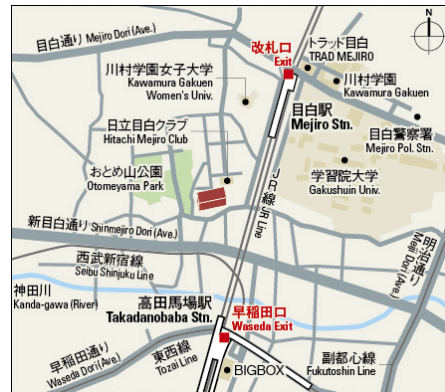 N
目白通り Mejiro Dori (Ave.)
改札口
Exit
トラッド目白
TRAD MEJIRO
川村学園女子大学
Kawamura Gakuen
Women's Univ.
川村学園
Kawamura Gakuen
目白駅
Mejiro Stn.
日立目白クラブ
Hitachi Mejiro Club
目白警察署
Mejiro Pol. Stn.
おとめ山公園
Otomeyama Park
学習院大学
Gakushuin Univ.
JR線 JR Line
新目白通り Shinmejiro Dori (Ave.)
明治通り
Meiji Dori (Ave.)
西武新宿線
Seibu Shinjuku Line
神田川
Kanda-gawa (River)
高田馬場駅
Takadanobaba Stn.
早稲田口
Waseda Exit
早稲田通り
Waseda Dori (Ave.)
東西線
Tozai Line
BIGBOX
副都心線
Fukutoshin Line